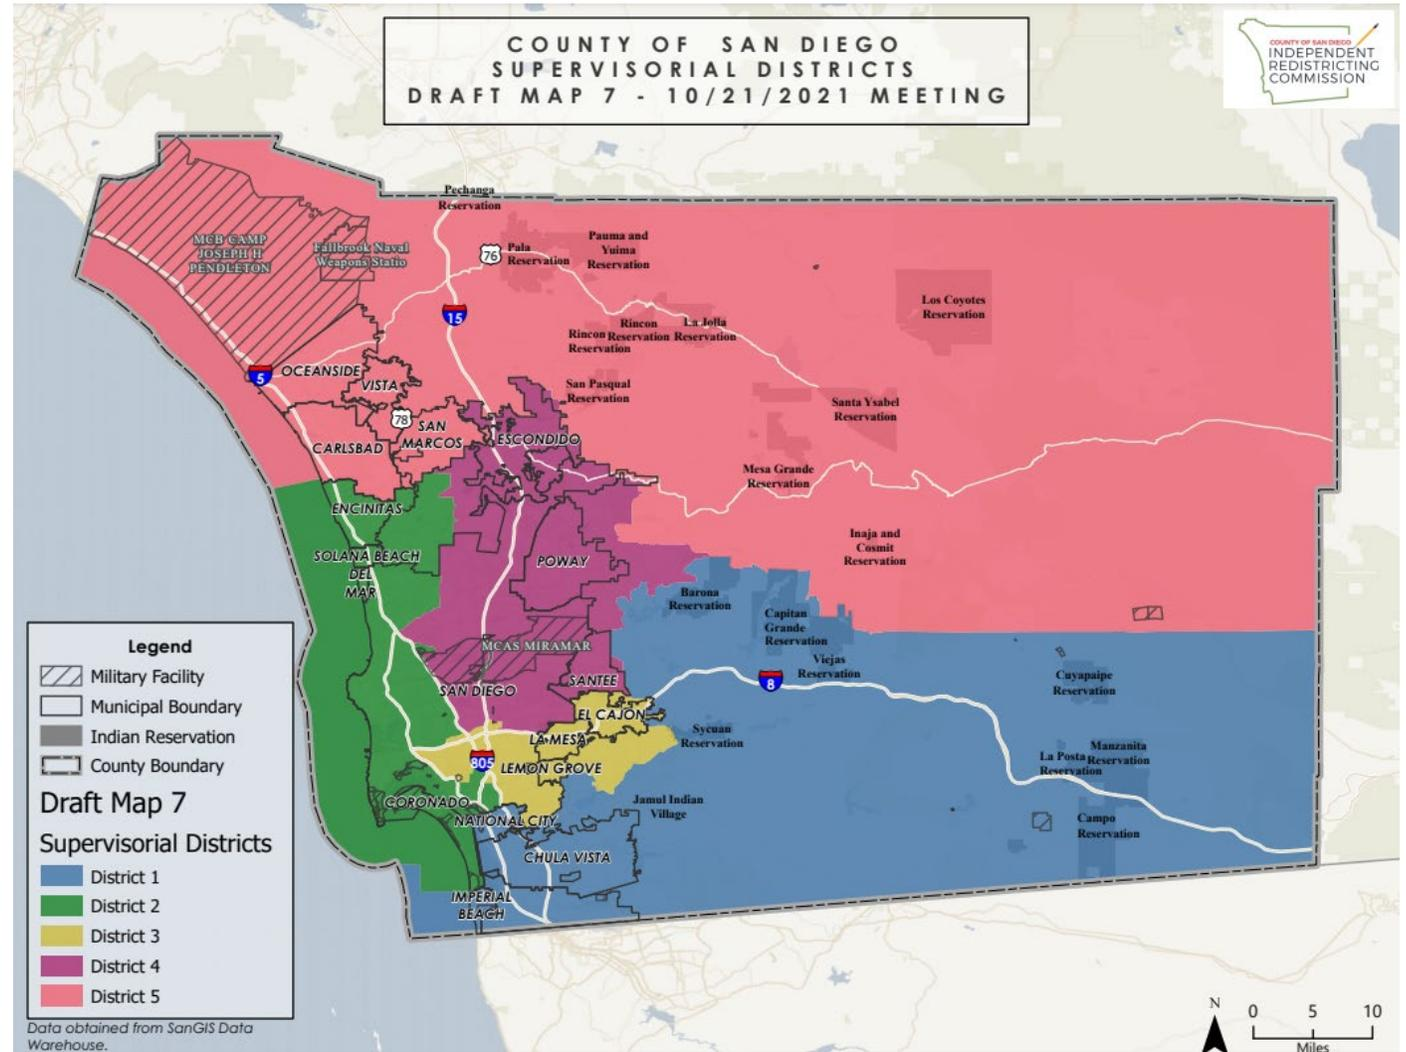 COUNTY OF SAN DIEGO
SUPERVISORIAL DISTRICTS
DRAFT MAP 7 - 10/21/2021 MEETING
COUNTY OF SAN DIEGO
INDEPENDENT
REDISTRICTING
COMMISSION
Pechanga
Reservation
MCB CAMP
JOSEPH H
PENDLETON
Fallbrook Naval
Weapons Statio
76
Pala
Reservation
Pauma and
Yuima
Reservation
Los Coyotes
Reservation
15
Rincon
Reservation
Rincon
Reservation
La Jolla
Reservation
5
OCEANSIDE
VISTA
San Pasqual
Reservation
Santa Ysabel
Reservation
78
SAN
MARCOS
CARLSBAD
ESCONDIDO
Mesa Grande
Reservation
ENCINITAS
SOLANA BEACH
DEL
MAR
POWAY
Inaja and
Cosmit
Reservation
Barona
Reservation
Capitan
Grande
Reservation
MCAS MIRAMAR
Viejas
Reservation
SAN DIEGO
SANTEE
8
Cuyapaipe
Reservation
EL CAJON
LA MESA
Sycuan
Reservation
805
LEMON GROVE
La Posta
Reservation
Manzanita
Reservation
CORONADO
NATIONAL CITY
Jamul Indian
Village
Campo
Reservation
CHULA VISTA
IMPERIAL
BEACH
Legend
Military Facility
Municipal Boundary
Indian Reservation
County Boundary
Draft Map 7
Supervisorial Districts
District 1
District 2
District 3
District 4
District 5
Data obtained from SanGIS Data
Warehouse.
N
0 5 10
Miles